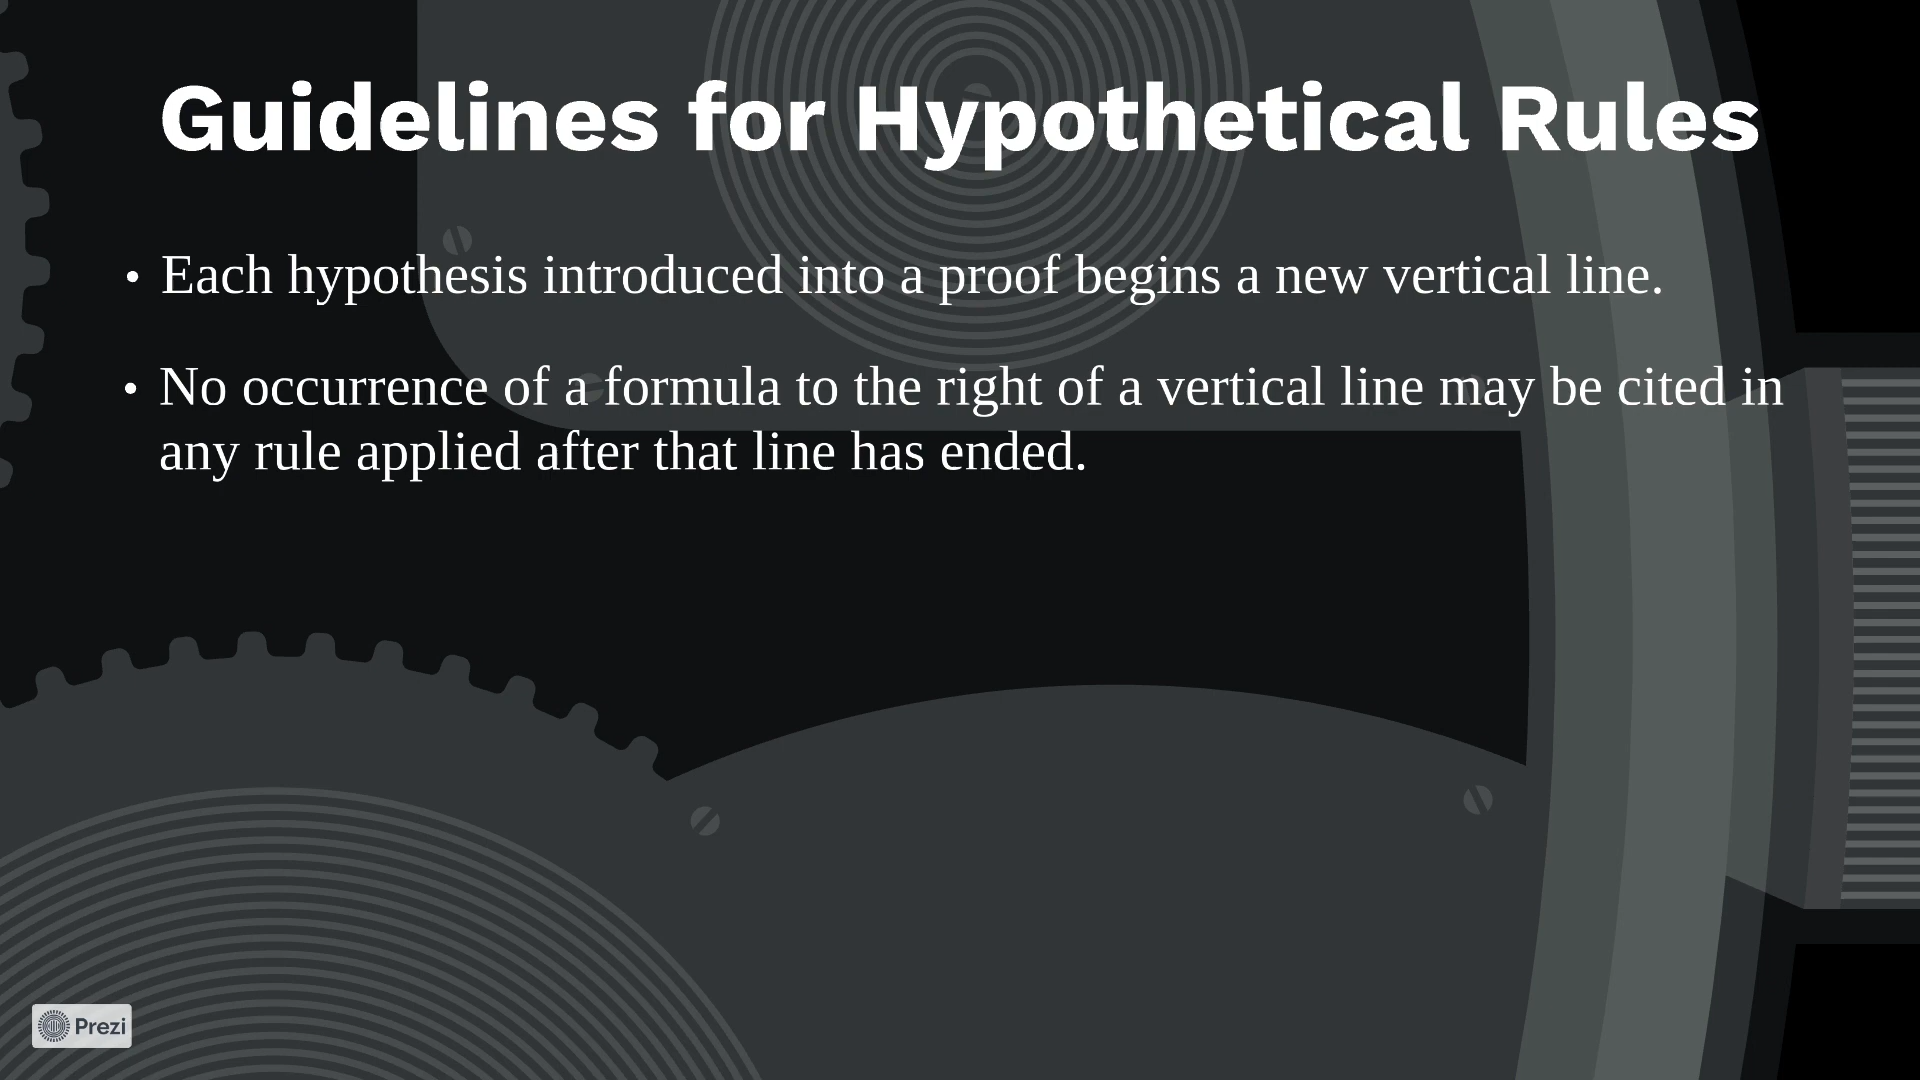 Guidelines for Hypothetical Rules
• Each hypothesis introduced into a proof begins a new vertical line.
• No occurrence of a formula to the right of a vertical line may be cited in
any rule applied after that line has ended.
Prezi